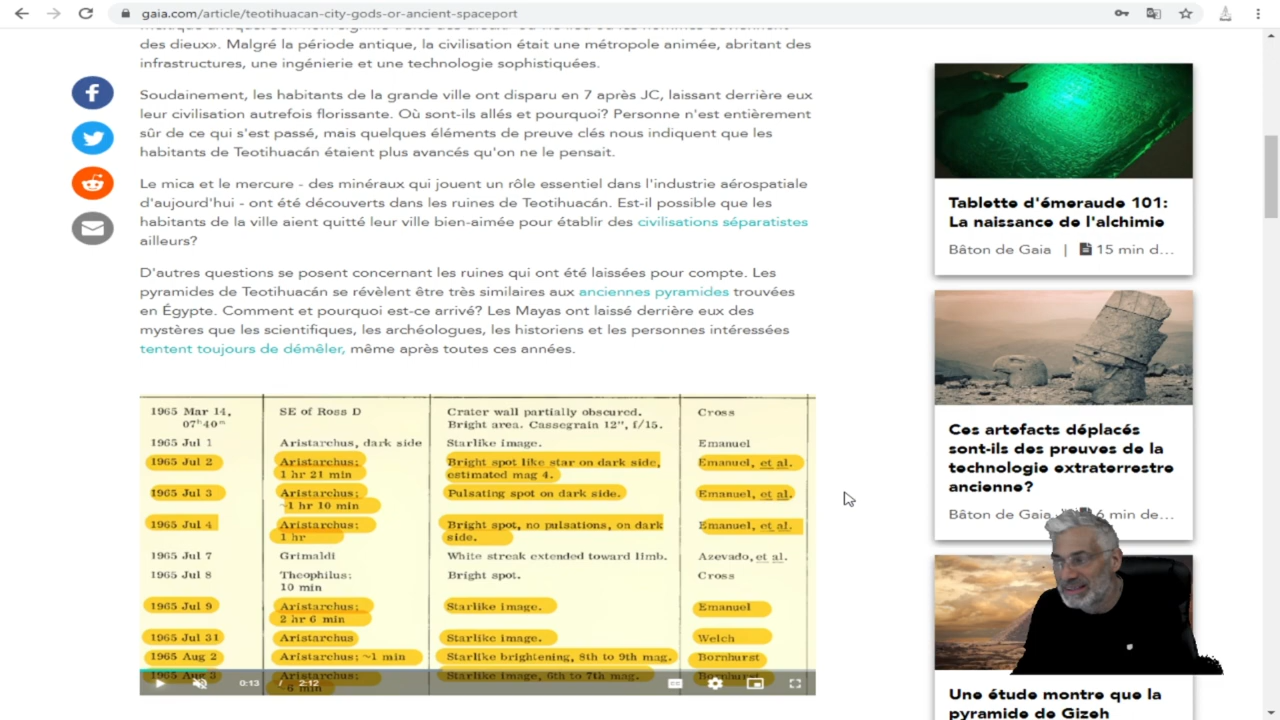 gaia.com/article/teotihuacan-city-gods-or-ancient-spaceport
des dieux». Malgré la période antique, la civilisation était une métropole animée, abritant des
infrastructures, une ingénierie et une technologie sophistiquées.
Soudainement, les habitants de la grande ville ont disparu en 7 après JC, laissant derrière eux
leur civilisation autrefois florissante. Où sont-ils allés et pourquoi? Personne n'est entièrement
sûr de ce qui s'est passé, mais quelques éléments de preuve clés nous indiquent que les
habitants de Teotihuacán étaient plus avancés qu'on ne le pensait.
Le mica et le mercure - des minéraux qui jouent un rôle essentiel dans l'industrie aérospatiale
d'aujourd'hui - ont été découverts dans les ruines de Teotihuacán. Est-il possible que les
habitants de la ville aient quitté leur ville bien-aimée pour établir des civilisations séparatistes
ailleurs?
D'autres questions se posent concernant les ruines qui ont été laissées pour compte. Les
pyramides de Teotihuacán se révèlent être très similaires aux anciennes pyramides trouvées
en Égypte. Comment et pourquoi est-ce arrivé? Les Mayas ont laissé derrière eux des
mystères que les scientifiques, les archéologues, les historiens et les personnes intéressées
tentent toujours de démêler, même après toutes ces années.
1965 Mar 14, SE of Ross D Crater wall partially obscured. Cross
07ʰ40ᵐ Bright area. Cassegrain 12", f/15.
1965 Jul 1 Aristarchus, dark side Starlike image. Emanuel
1965 Jul 2 Aristarchus; Bright spot like star on dark side, Emanuel, et al.
1 hr 21 min estimated mag 4.
1965 Jul 3 Aristarchus; Pulsating spot on dark side. Emanuel, et al.
~1 hr 10 min
1965 Jul 4 Aristarchus; Bright spot, no pulsations, on dark Emanuel, et al.
1 hr side.
1965 Jul 7 Grimaldi White streak extended toward limb. Azevado, et al.
1965 Jul 8 Theophilus: Bright spot. Cross
10 min
1965 Jul 9 Aristarchus; Starlike image. Emanuel
2 hr 6 min
1965 Jul 31 Aristarchus Starlike image. Welch
1965 Aug 2 Aristarchus; ~1 min Starlike brightening, 8th to 9th mag. Bornhurst
1965 Aug 3 Aristarchus; Starlike image, 6th to 7th mag. Bornhurst
6 min
0:13 / 2:12
CC
Tablette d'émeraude 101:
La naissance de l'alchimie
Bâton de Gaia | 15 min d...
Ces artefacts déplacés
sont-ils des preuves de la
technologie extraterrestre
ancienne?
Bâton de Gaia 6 min de...
Une étude montre que la
pyramide de Gizeh